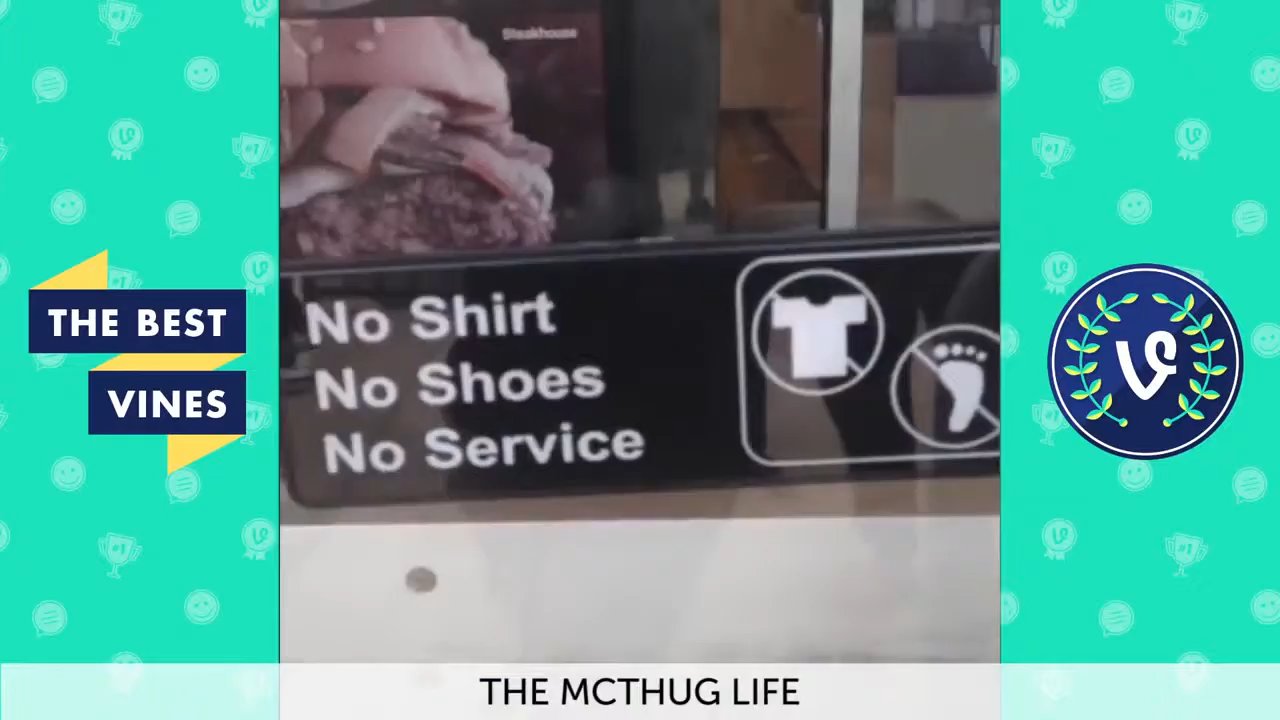 Steakhouse
No Shirt
No Shoes
No Service
THE BEST
VINES
THE MCTHUG LIFE